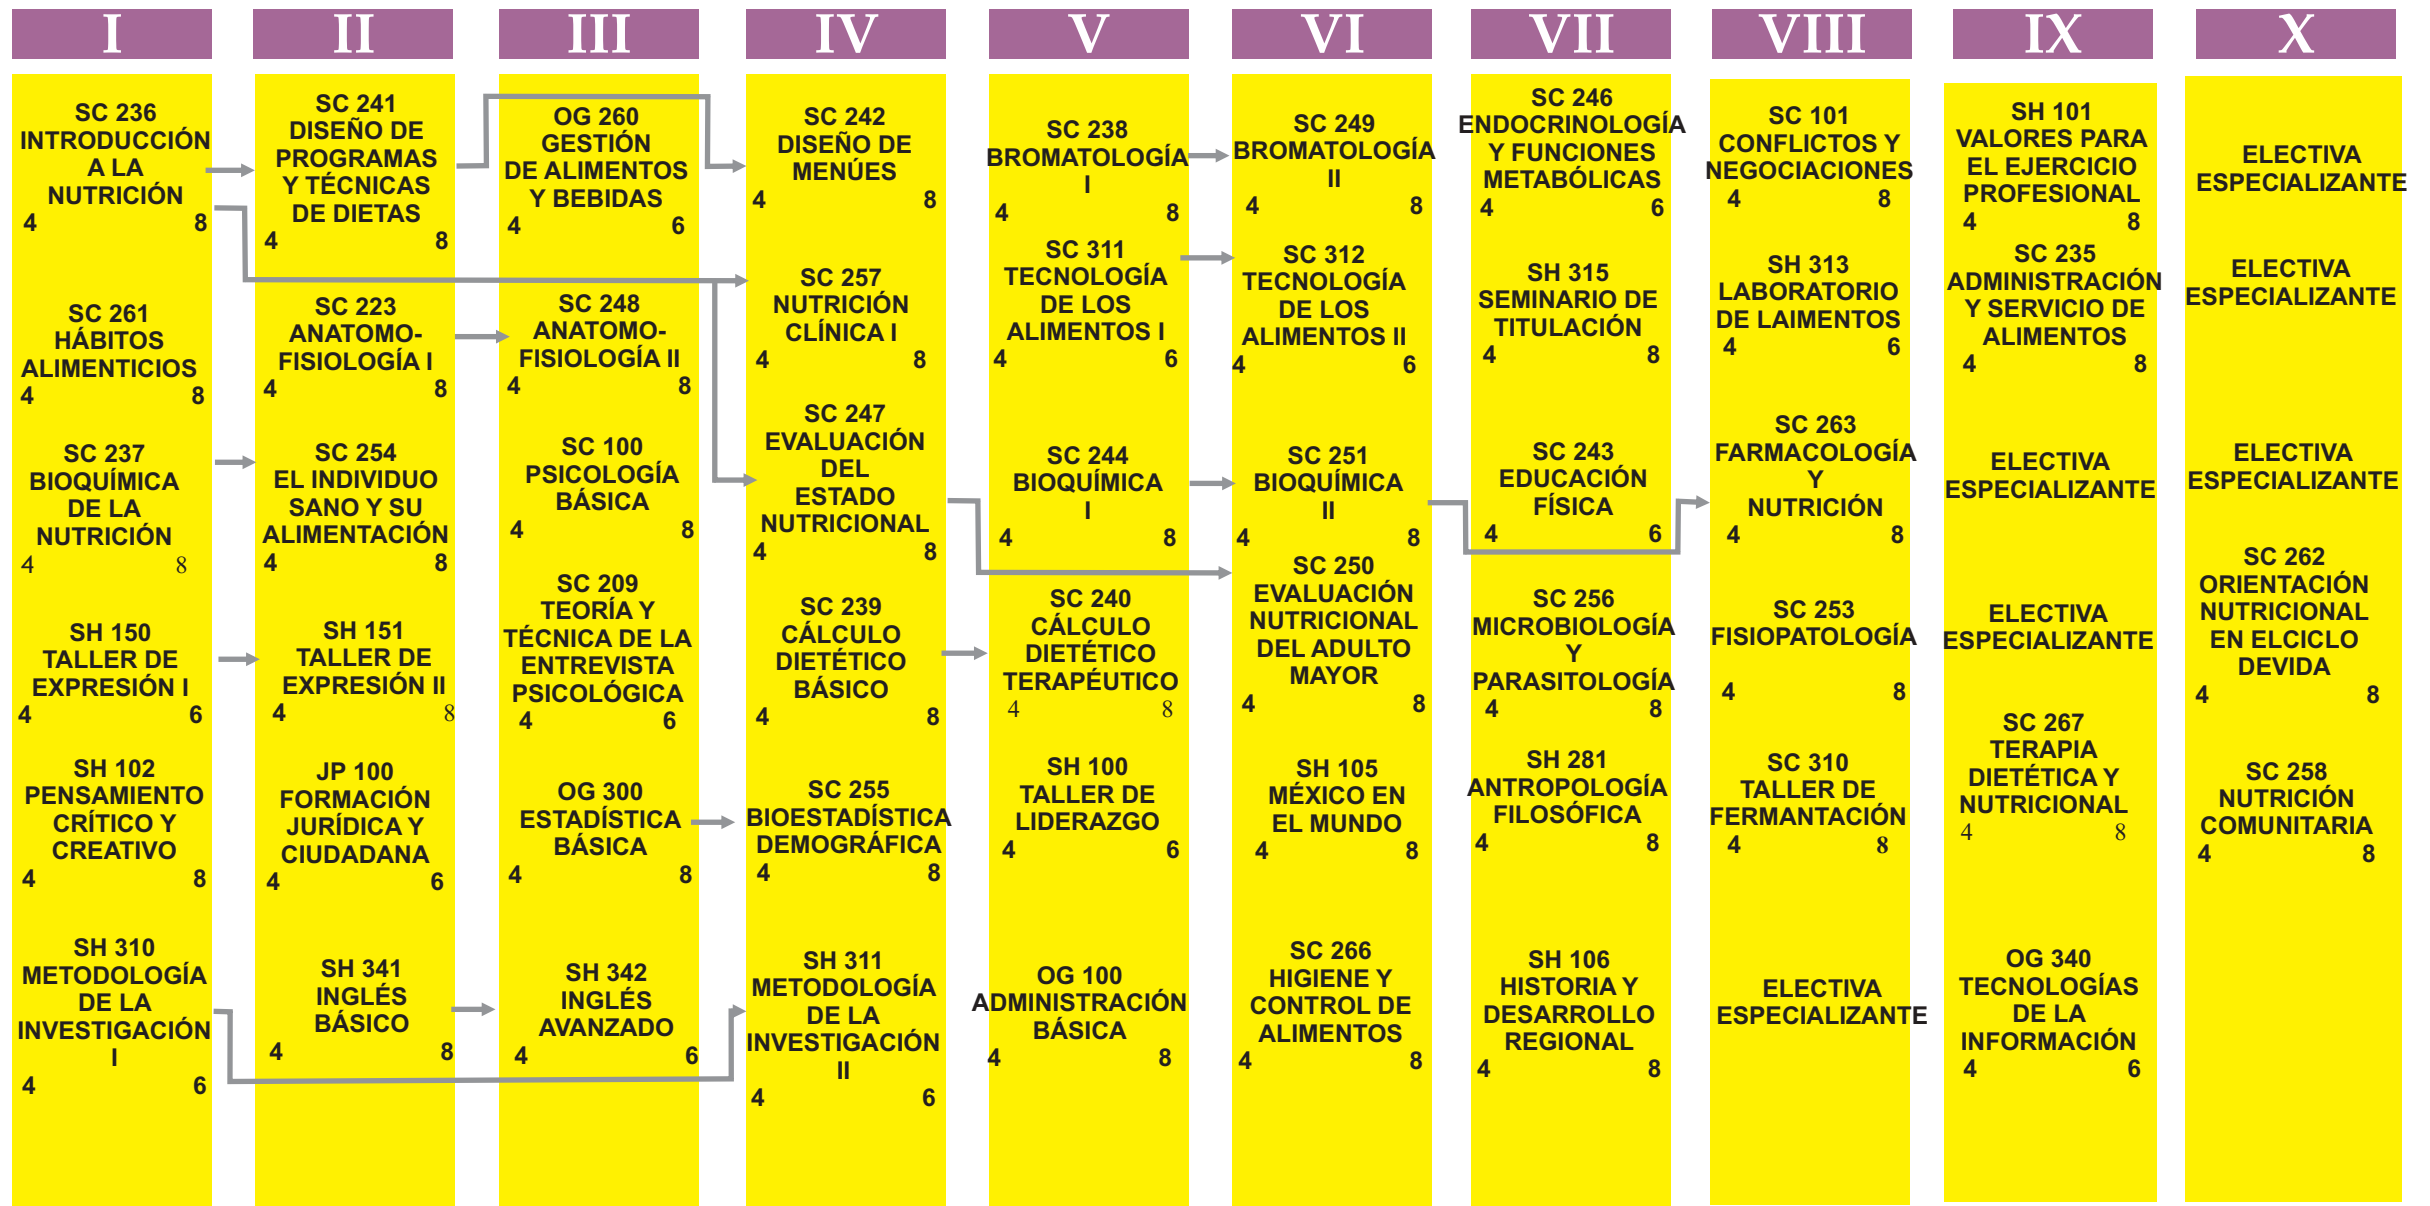 I
SC 236
INTRODUCCIÓN
A LA
NUTRICIÓN
4 8
SC 261
HÁBITOS
ALIMENTICIOS
4 8
SC 237
BIOQUÍMICA
DE LA
NUTRICIÓN
4 8
SH 150
TALLER DE
EXPRESIÓN I
4 6
SH 102
PENSAMIENTO
CRÍTICO Y
CREATIVO
4 8
SH 310
METODOLOGÍA
DE LA
INVESTIGACIÓN
I
4 6
II
SC 241
DISEÑO DE
PROGRAMAS
Y TÉCNICAS
DE DIETAS
4 8
SC 223
ANATOMO-
FISIOLOGÍA I
4 8
SC 254
EL INDIVIDUO
SANO Y SU
ALIMENTACIÓN
4 8
SH 151
TALLER DE
EXPRESIÓN II
4 8
JP 100
FORMACIÓN
JURÍDICA Y
CIUDADANA
4 6
SH 341
INGLÉS
BÁSICO
4 8
III
OG 260
GESTIÓN
DE ALIMENTOS
Y BEBIDAS
4 6
SC 248
ANATOMO-
FISIOLOGÍA II
4 8
SC 100
PSICOLOGÍA
BÁSICA
4 8
SC 209
TEORÍA Y
TÉCNICA DE LA
ENTREVISTA
PSICOLÓGICA
4 6
OG 300
ESTADÍSTICA
BÁSICA
4 8
SH 342
INGLÉS
AVANZADO
4 6
IV
SC 242
DISEÑO DE
MENÚES
4 8
SC 257
NUTRICIÓN
CLÍNICA I
4 8
SC 247
EVALUACIÓN
DEL
ESTADO
NUTRICIONAL
4 8
SC 239
CÁLCULO
DIETÉTICO
BÁSICO
4 8
SC 255
BIOESTADÍSTICA
DEMOGRÁFICA
4 8
SH 311
METODOLOGÍA
DE LA
INVESTIGACIÓN
II
4 6
V
SC 238
BROMATOLOGÍA
I
4 8
SC 311
TECNOLOGÍA
DE LOS
ALIMENTOS I
4 6
SC 244
BIOQUÍMICA
I
4 8
SC 240
CÁLCULO
DIETÉTICO
TERAPÉUTICO
4 8
SH 100
TALLER DE
LIDERAZGO
4 6
OG 100
ADMINISTRACIÓN
BÁSICA
4 8
VI
SC 249
BROMATOLOGÍA
II
4 8
SC 312
TECNOLOGÍA
DE LOS
ALIMENTOS II
4 6
SC 251
BIOQUÍMICA
II
4 8
SC 250
EVALUACIÓN
NUTRICIONAL
DEL ADULTO
MAYOR
4 8
SH 105
MÉXICO EN
EL MUNDO
4 8
SC 266
HIGIENE Y
CONTROL DE
ALIMENTOS
4 8
VII
SC 246
ENDOCRINOLOGÍA
Y FUNCIONES
METABÓLICAS
4 6
SH 315
SEMINARIO DE
TITULACIÓN
4 8
SC 243
EDUCACIÓN
FÍSICA
4 6
SC 256
MICROBIOLOGÍA
Y
PARASITOLOGÍA
4 8
SH 281
ANTROPOLOGÍA
FILOSÓFICA
4 8
SH 106
HISTORIA Y
DESARROLLO
REGIONAL
4 8
VIII
SC 101
CONFLICTOS Y
NEGOCIACIONES
4 8
SH 313
LABORATORIO
DE LAIMENTOS
4 6
SC 263
FARMACOLOGÍA
Y
NUTRICIÓN
4 8
SC 253
FISIOPATOLOGÍA
4 8
SC 310
TALLER DE
FERMANTACIÓN
4 8
ELECTIVA
ESPECIALIZANTE
IX
SH 101
VALORES PARA
EL EJERCICIO
PROFESIONAL
4 8
SC 235
ADMINISTRACIÓN
Y SERVICIO DE
ALIMENTOS
4 8
ELECTIVA
ESPECIALIZANTE
ELECTIVA
ESPECIALIZANTE
SC 267
TERAPIA
DIETÉTICA Y
NUTRICIONAL
4 8
OG 340
TECNOLOGÍAS
DE LA
INFORMACIÓN
4 6
X
ELECTIVA
ESPECIALIZANTE
ELECTIVA
ESPECIALIZANTE
ELECTIVA
ESPECIALIZANTE
SC 262
ORIENTACIÓN
NUTRICIONAL
EN ELCICLO
DEVIDA
4 8
SC 258
NUTRICIÓN
COMUNITARIA
4 8